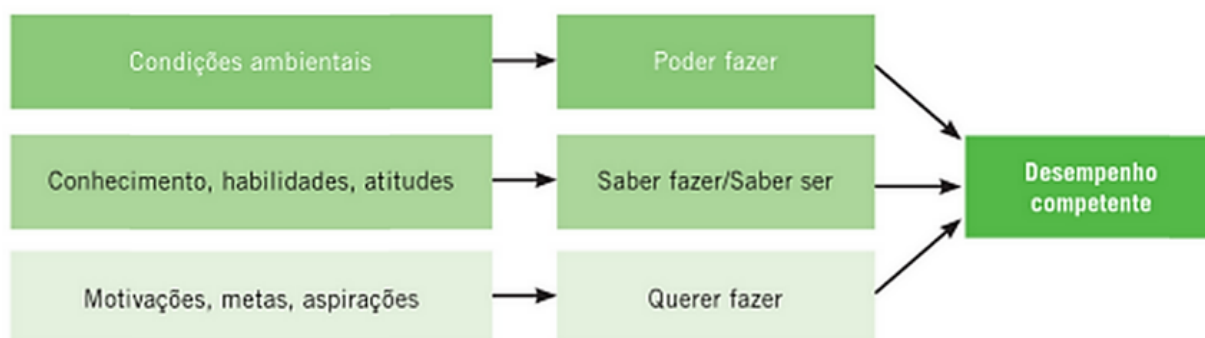 Condições ambientais
Poder fazer
Conhecimento, habilidades, atitudes
Saber fazer/Saber ser
Desempenho
competente
Motivações, metas, aspirações
Querer fazer